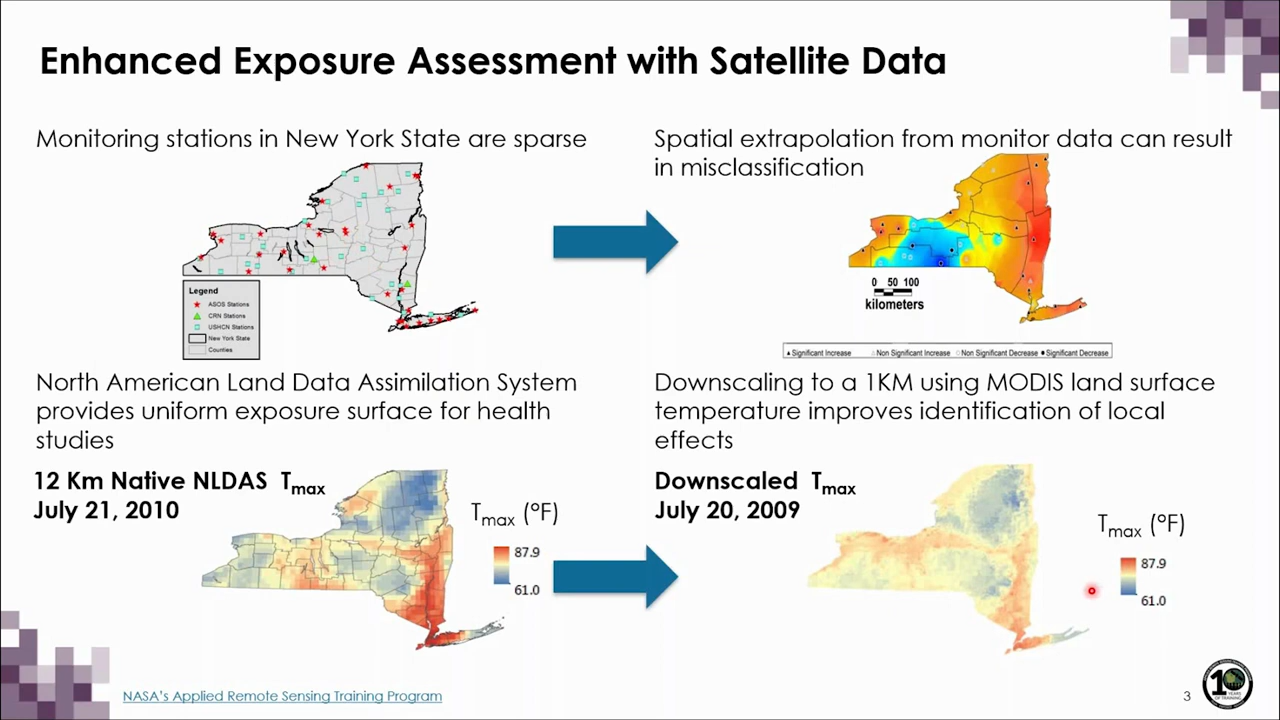 Enhanced Exposure Assessment with Satellite Data
Monitoring stations in New York State are sparse
Legend
ASOS Stations
CRN Stations
USHCN Stations
New York State
Counties
Spatial extrapolation from monitor data can result
in misclassification
0 50 100
kilometers
Significant Increase
Non Significant Increase
Non Significant Decrease
Significant Decrease
North American Land Data Assimilation System
provides uniform exposure surface for health
studies
12 Km Native NLDAS Tmax
July 21, 2010
Tmax (°F)
87.9
61.0
Downscaling to a 1KM using MODIS land surface
temperature improves identification of local
effects
Downscaled Tmax
July 20, 2009
Tmax (°F)
87.9
61.0
NASA's Applied Remote Sensing Training Program
3
10
YEARS
OF TRAINING